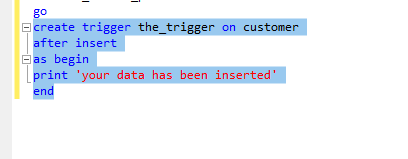 go
create trigger the_trigger on customer
after insert
as begin
print 'your data has been inserted'
end